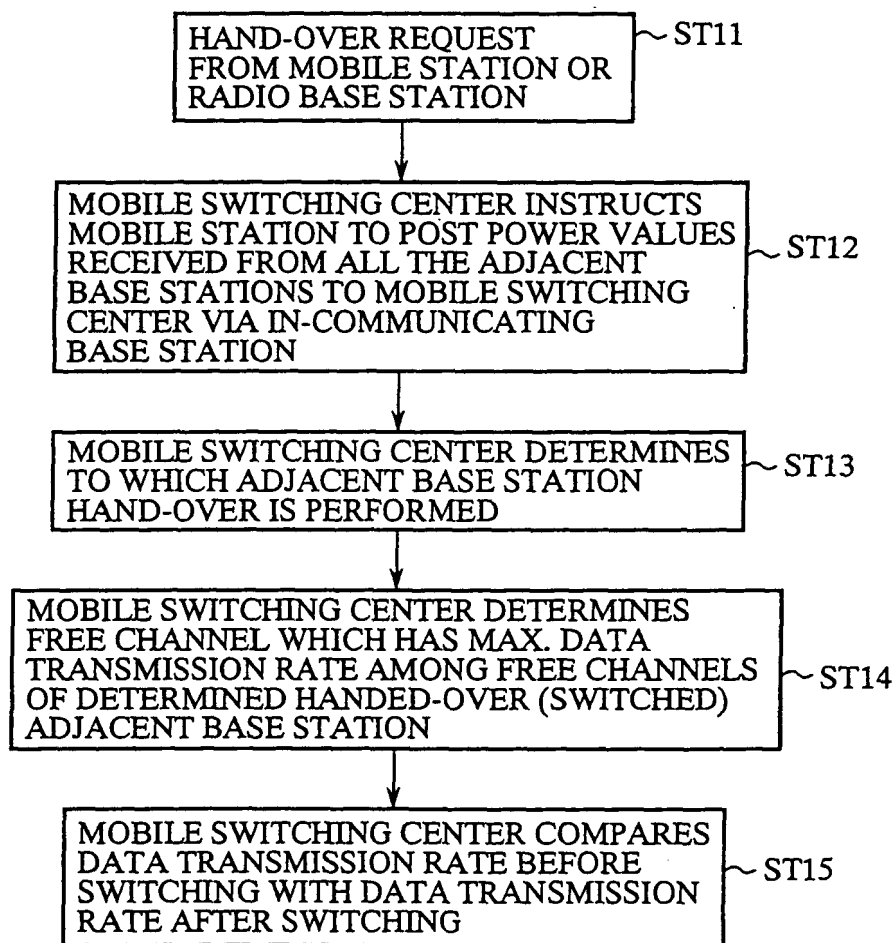 HAND-OVER REQUEST
FROM MOBILE STATION OR
RADIO BASE STATION
ST11
MOBILE SWITCHING CENTER INSTRUCTS
MOBILE STATION TO POST POWER VALUES
RECEIVED FROM ALL THE ADJACENT
BASE STATIONS TO MOBILE SWITCHING
CENTER VIA IN-COMMUNICATING
BASE STATION
ST12
MOBILE SWITCHING CENTER DETERMINES
TO WHICH ADJACENT BASE STATION
HAND-OVER IS PERFORMED
ST13
MOBILE SWITCHING CENTER DETERMINES
FREE CHANNEL WHICH HAS MAX. DATA
TRANSMISSION RATE AMONG FREE CHANNELS
OF DETERMINED HANDED-OVER (SWITCHED)
ADJACENT BASE STATION
ST14
MOBILE SWITCHING CENTER COMPARES
DATA TRANSMISSION RATE BEFORE
SWITCHING WITH DATA TRANSMISSION
RATE AFTER SWITCHING
ST15